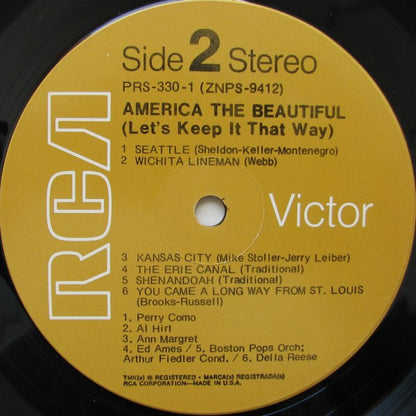 Side 2 Stereo
PRS-330-1 (ZNPS-9412)
AMERICA THE BEAUTIFUL
(Let's Keep It That Way)
1 SEATTLE (Sheldon-Keller-Montenegro)
2 WICHITA LINEMAN (Webb)
RCA
Victor
3 KANSAS CITY (Mike Stoller-Jerry Leiber)
4 THE ERIE CANAL (Traditional)
5 SHENANDOAH (Traditional)
6 YOU CAME A LONG WAY FROM ST. LOUIS
(Brooks-Russell)
1. Perry Como
2. Al Hirt
3. Ann Margret
4. Ed Ames / 5. Boston Pops Orch;
Arthur Fiedler Cond. / 6. Della Reese
TMK(s) ® REGISTERED • MARCA(s) REGISTRADA(s)
RCA CORPORATION—MADE IN U.S.A.